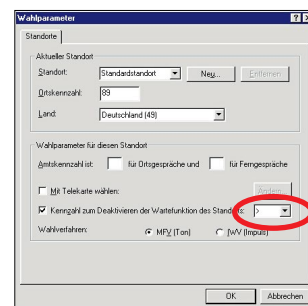 Wahlparameter
Standorte
Aktueller Standort
Standort: Standardstandort Neu... Entfernen
Ortskennzahl: 89
Land: Deutschland (49)
Wahlparameter für diesen Standort
Amtskennzahl ist: für Ortsgespräche und für Ferngespräche
Mit Telekarte wählen: Ändern...
Kennzahl zum Deaktivieren der Wartefunktion des Standorts: >
Wahlverfahren: MFV (Ton) IWV (Impuls)
OK Abbrechen